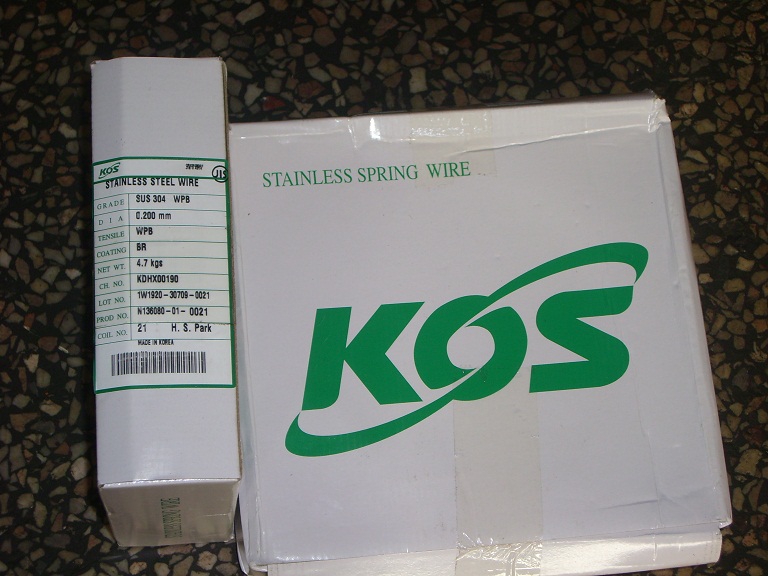 KOS
JIS
STAINLESS STEEL WIRE
GRADE SUS 304 WPB
DIA 0.200 mm
TENSILE WPB
COATING BR
NET WT. 4.7 kgs
CH. NO. KDHX00190
LOT NO. 1W1920-30709-0021
PROD NO. N136080-01-0021
COIL NO. 21 H. S. Park
MADE IN KOREA
STAINLESS SPRING WIRE
KOS